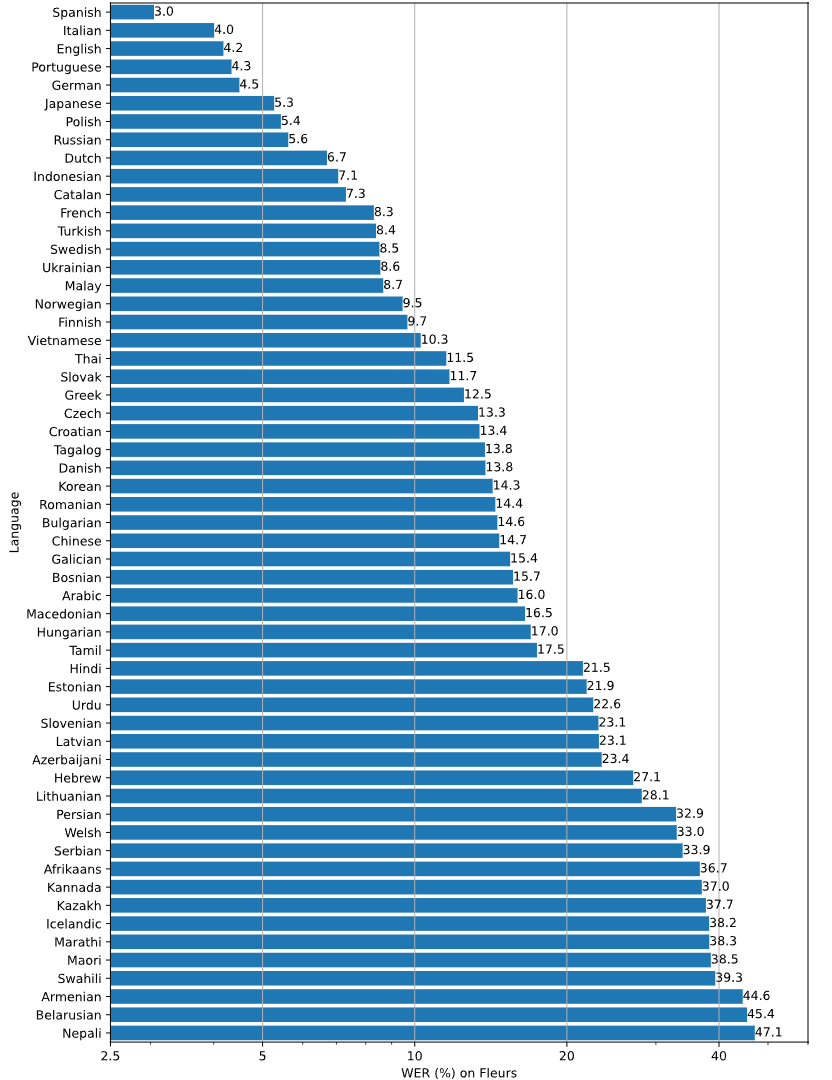 Spanish 3.0
Italian 4.0
English 4.2
Portuguese 4.3
German 4.5
Japanese 5.3
Polish 5.4
Russian 5.6
Dutch 6.7
Indonesian 7.1
Catalan 7.3
French 8.3
Turkish 8.4
Swedish 8.5
Ukrainian 8.6
Malay 8.7
Norwegian 9.5
Finnish 9.7
Vietnamese 10.3
Thai 11.5
Slovak 11.7
Greek 12.5
Czech 13.3
Croatian 13.4
Tagalog 13.8
Danish 13.8
Korean 14.3
Romanian 14.4
Bulgarian 14.6
Chinese 14.7
Galician 15.4
Bosnian 15.7
Arabic 16.0
Macedonian 16.5
Hungarian 17.0
Tamil 17.5
Hindi 21.5
Estonian 21.9
Urdu 22.6
Slovenian 23.1
Latvian 23.1
Azerbaijani 23.4
Hebrew 27.1
Lithuanian 28.1
Persian 32.9
Welsh 33.0
Serbian 33.9
Afrikaans 36.7
Kannada 37.0
Kazakh 37.7
Icelandic 38.2
Marathi 38.3
Maori 38.5
Swahili 39.3
Armenian 44.6
Belarusian 45.4
Nepali 47.1
Language
2.5 5 10 20 40
WER (%) on Fleurs